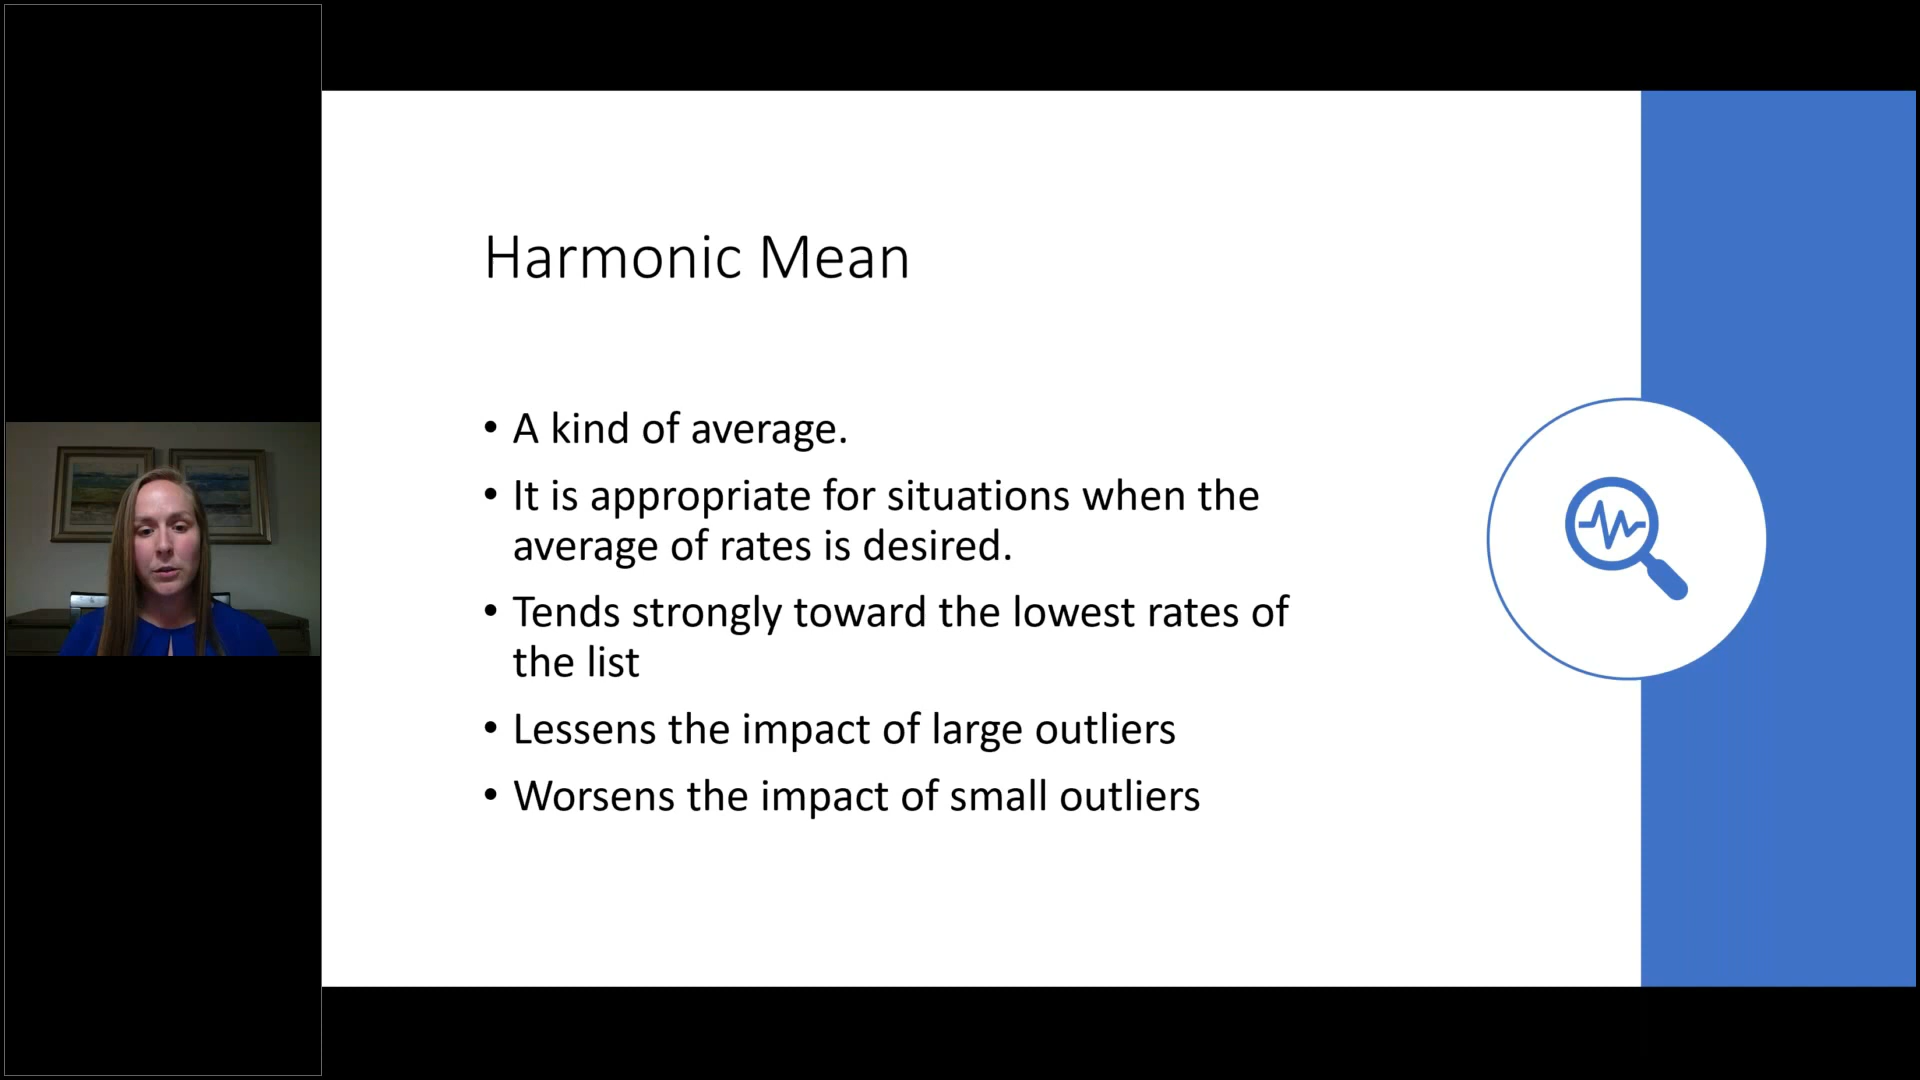 Harmonic Mean
• A kind of average.
• It is appropriate for situations when the
average of rates is desired.
• Tends strongly toward the lowest rates of
the list
• Lessens the impact of large outliers
• Worsens the impact of small outliers